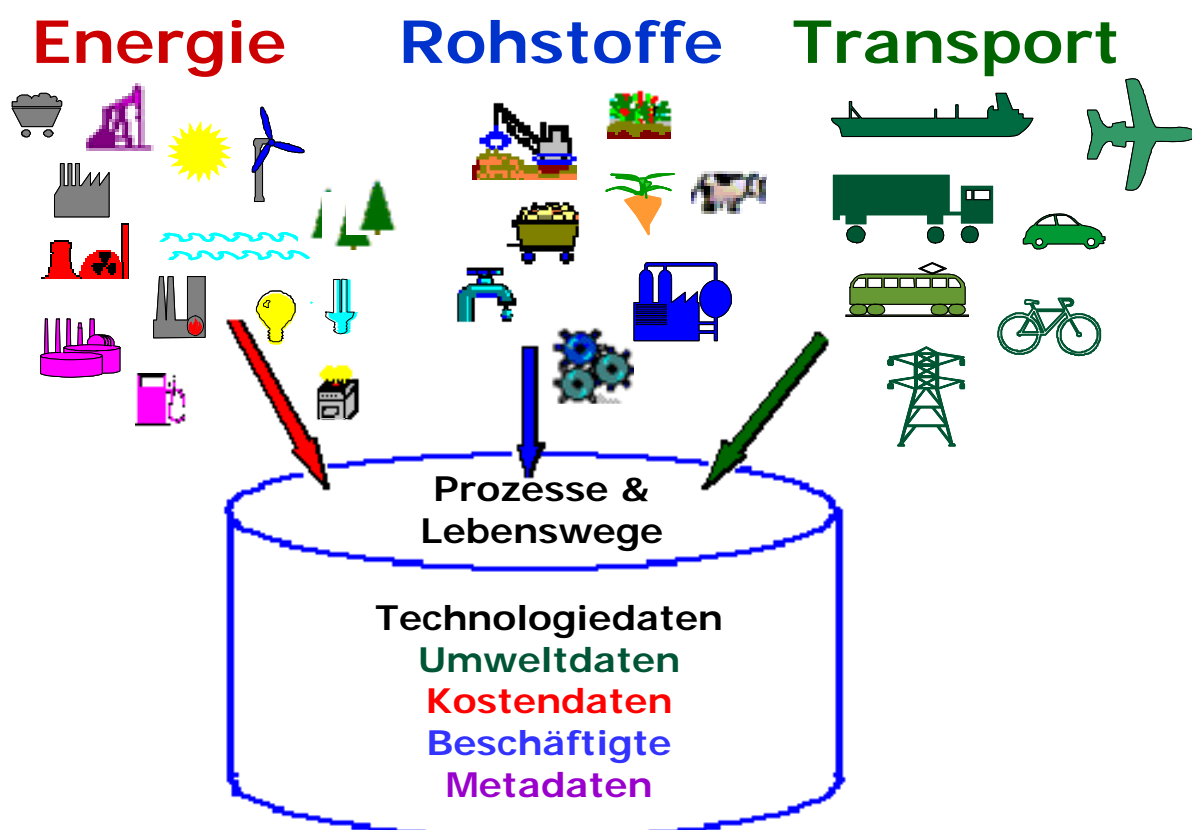 Energie Rohstoffe Transport
Prozesse &
Lebenswege
Technologiedaten
Umweltdaten
Kostendaten
Beschäftigte
Metadaten